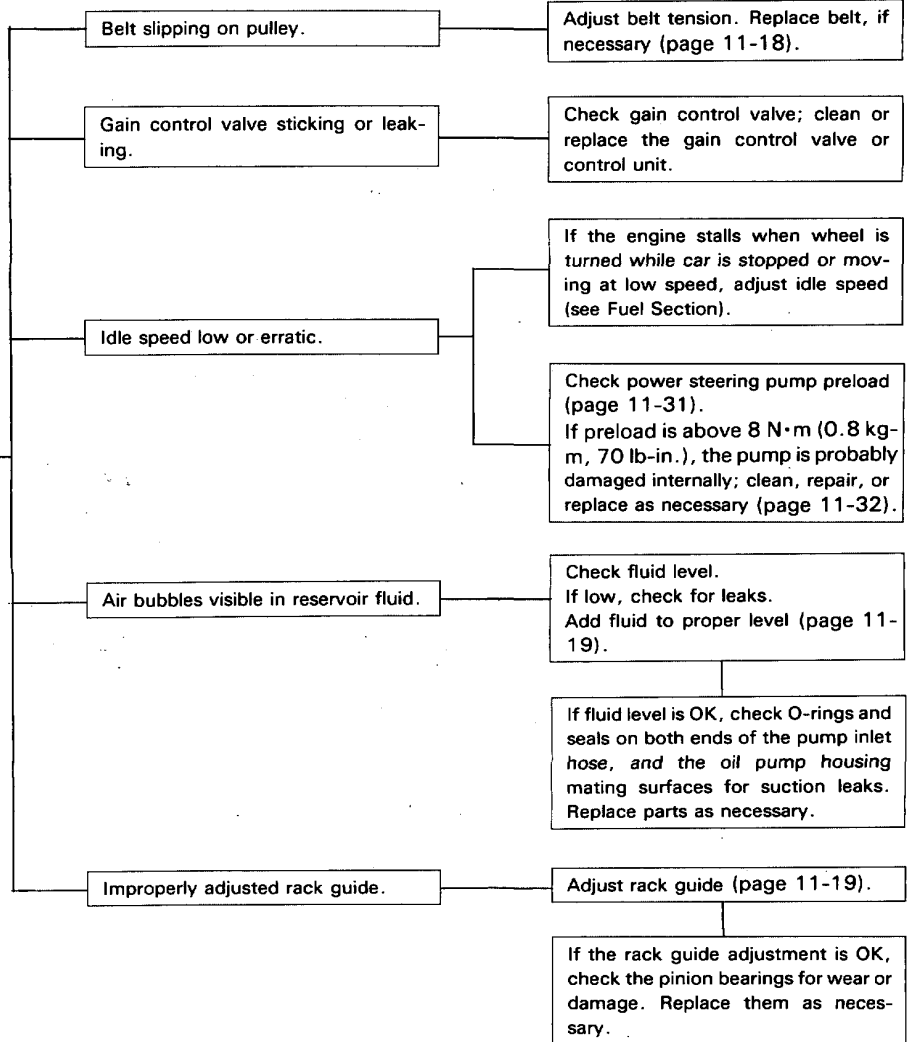 Belt slipping on pulley.
Adjust belt tension. Replace belt, if
necessary (page 11-18).
Gain control valve sticking or leak-
ing.
Check gain control valve; clean or
replace the gain control valve or
control unit.
Idle speed low or erratic.
If the engine stalls when wheel is
turned while car is stopped or mov-
ing at low speed, adjust idle speed
(see Fuel Section).
Check power steering pump preload
(page 11-31).
If preload is above 8 N·m (0.8 kg-
m, 70 lb-in.), the pump is probably
damaged internally; clean, repair, or
replace as necessary (page 11-32).
Air bubbles visible in reservoir fluid.
Check fluid level.
If low, check for leaks.
Add fluid to proper level (page 11-
19).
If fluid level is OK, check O-rings and
seals on both ends of the pump inlet
hose, and the oil pump housing
mating surfaces for suction leaks.
Replace parts as necessary.
Improperly adjusted rack guide.
Adjust rack guide (page 11-19).
If the rack guide adjustment is OK,
check the pinion bearings for wear or
damage. Replace them as neces-
sary.